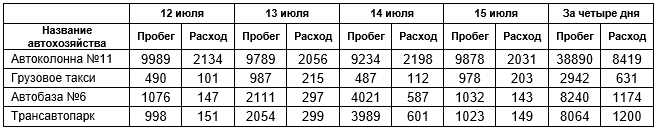 12 июля 13 июля 14 июля 15 июля За четыре дня
Название автохозяйства Пробег Расход Пробег Расход Пробег Расход Пробег Расход Пробег Расход
Автоколонна №11 9989 2134 9789 2056 9234 2198 9878 2031 38890 8419
Грузовое такси 490 101 987 215 487 112 978 203 2942 631
Автобаза №6 1076 147 2111 297 4021 587 1032 143 8240 1174
Трансавтопарк 998 151 2054 299 3989 601 1023 149 8064 1200